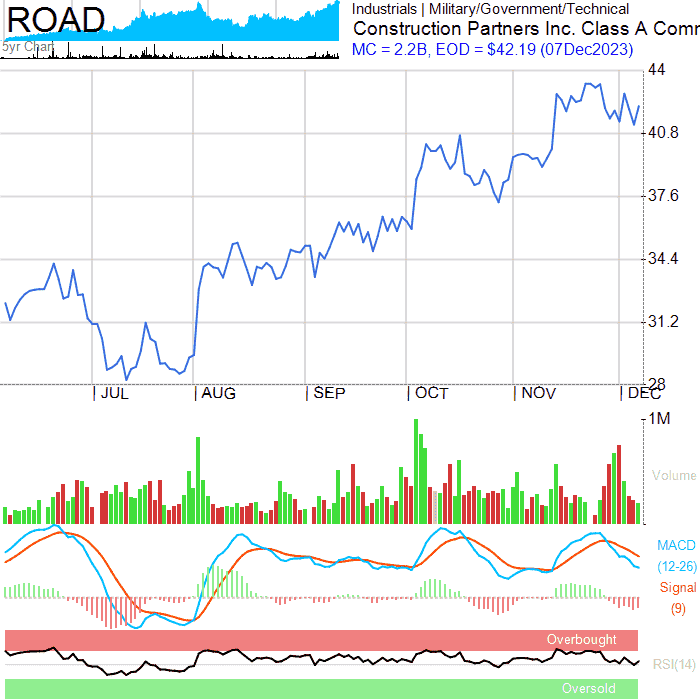 ROAD
5yr Chart
Industrials | Military/Government/Technical
Construction Partners Inc. Class A Comm
MC = 2.2B, EOD = $42.19 (07Dec2023)
44
40.8
37.6
34.4
31.2
28
JUL AUG SEP OCT NOV DEC
1M
Volume
MACD
(12-26)
Signal
(9)
Overbought
RSI(14)
Oversold